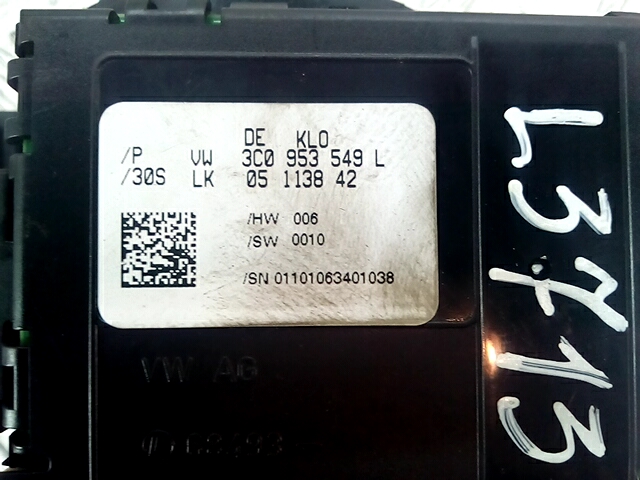 DE KLO
/P VW 3C0 953 549 L
/30S LK 05 1138 42
/HW 006
/SW 0010
/SN 01101063401038
VW AG
L3713